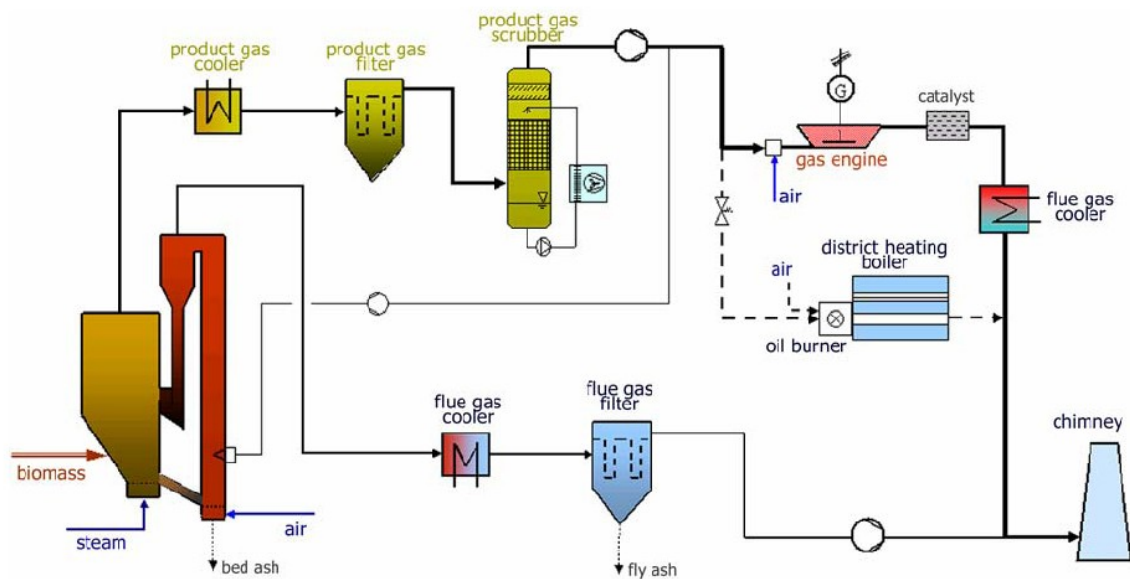 product gas
cooler
product gas
filter
product gas
scrubber
G
catalyst
gas engine
air
flue gas
cooler
district heating
boiler
air
oil burner
flue gas
cooler
flue gas
filter
chimney
biomass
steam
air
bed ash
fly ash